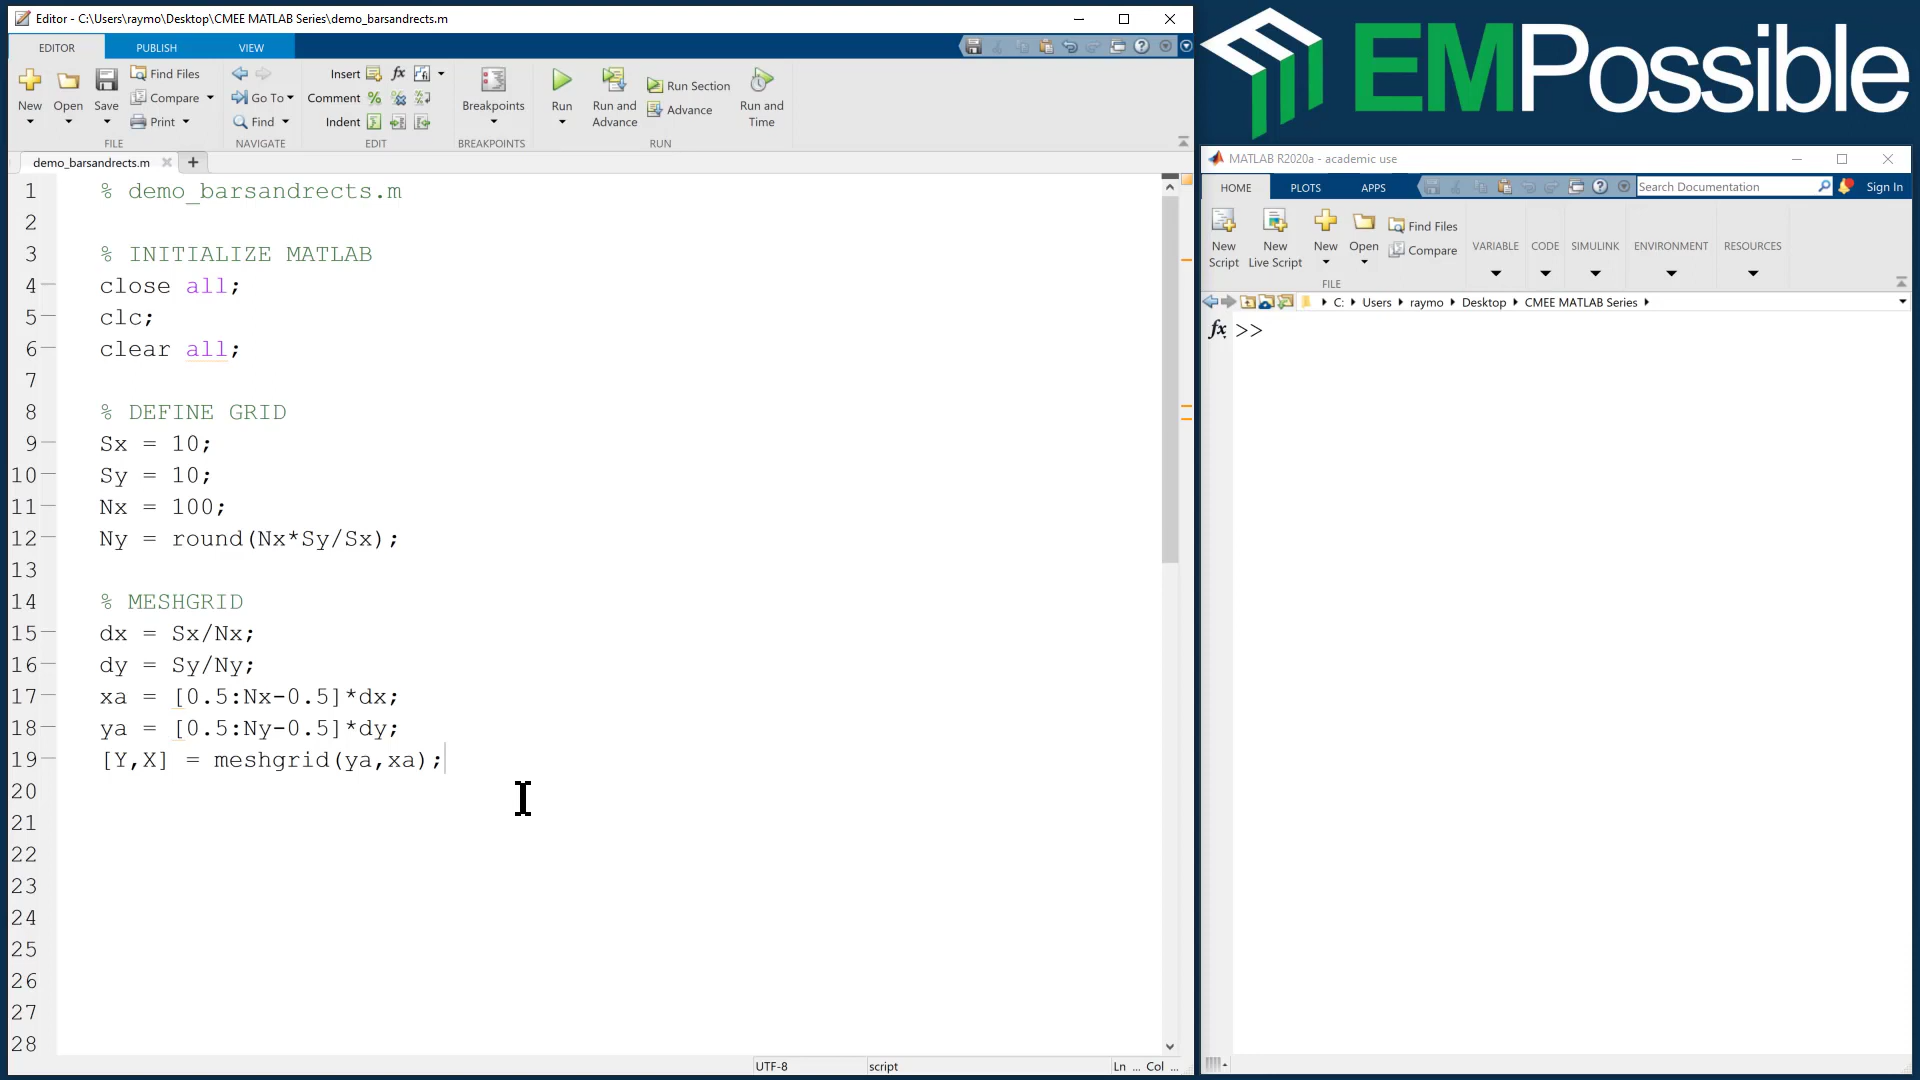 Editor - C:\Users\raymo\Desktop\CMEE MATLAB Series\demo_barsandrects.m
EDITOR PUBLISH VIEW
New Open Save
Find Files
Compare
Print
Go To
Find
Insert fx
Comment
Indent
Breakpoints
Run
Run and Advance
Run Section
Advance
Run and Time
FILE NAVIGATE EDIT BREAKPOINTS RUN
demo_barsandrects.m
1 % demo_barsandrects.m
2
3 % INITIALIZE MATLAB
4 close all;
5 clc;
6 clear all;
7
8 % DEFINE GRID
9 Sx = 10;
10 Sy = 10;
11 Nx = 100;
12 Ny = round(Nx*Sy/Sx);
13
14 % MESHGRID
15 dx = Sx/Nx;
16 dy = Sy/Ny;
17 xa = [0.5:Nx-0.5]*dx;
18 ya = [0.5:Ny-0.5]*dy;
19 [Y,X] = meshgrid(ya,xa);
20
21
22
23
24
25
26
27
28
UTF-8 script Ln ... Col ...
EMPossible
MATLAB R2020a - academic use
HOME PLOTS APPS
Search Documentation
Sign In
New Script
New Live Script
New
Open
Find Files
Compare
VARIABLE CODE SIMULINK ENVIRONMENT RESOURCES
FILE
C: Users raymo Desktop CMEE MATLAB Series
fx >>